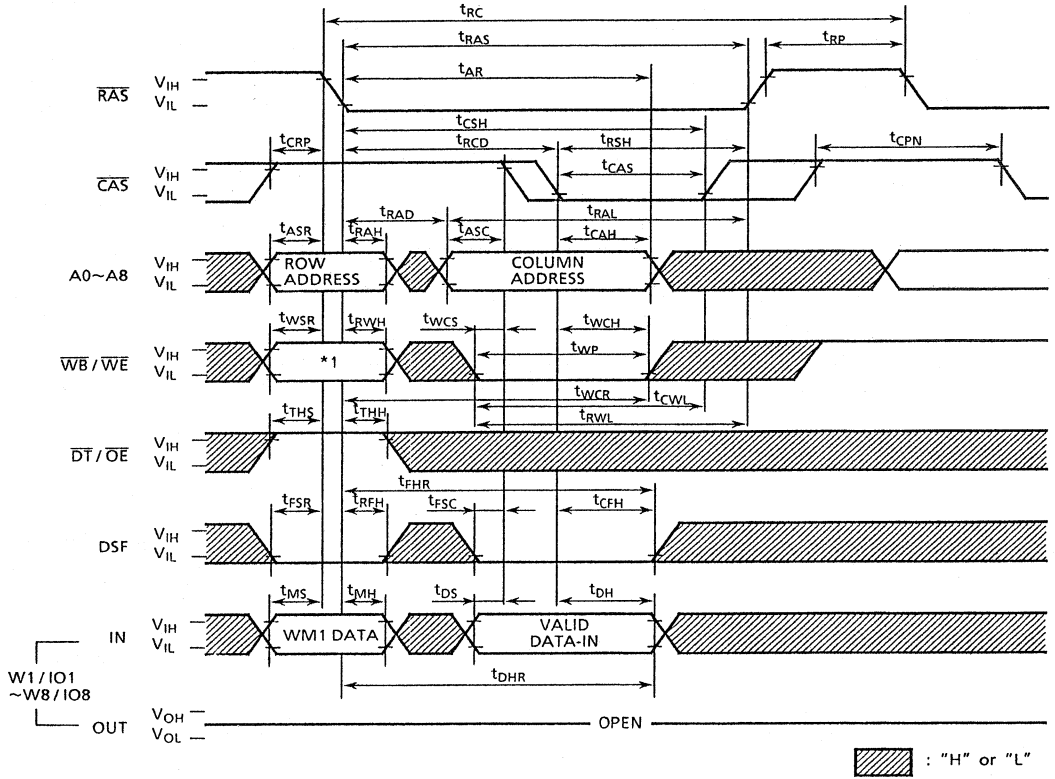 tRC
tRAS
tRP
tAR
RAS
VIH
VIL
tCSH
tCRP
tRCD
tRSH
tCPN
CAS
VIH
VIL
tCAS
tRAD
tRAL
tASR
tRAH
tASC
tCAH
A0~A8
VIH
VIL
ROW ADDRESS
COLUMN ADDRESS
tWSR
tRWH
tWCS
tWCH
WB / WE
VIH
VIL
*1
tWP
tWCR
tCWL
tRWL
tTHS
tTHH
DT / OE
VIH
VIL
tFHR
tFSR
tRFH
tFSC
tCFH
DSF
VIH
VIL
tMS
tMH
tDS
tDH
IN
VIH
VIL
WM1 DATA
VALID DATA-IN
tDHR
W1 / IO1
~W8 / IO8
OUT
VOH
VOL
OPEN
: "H" or "L"